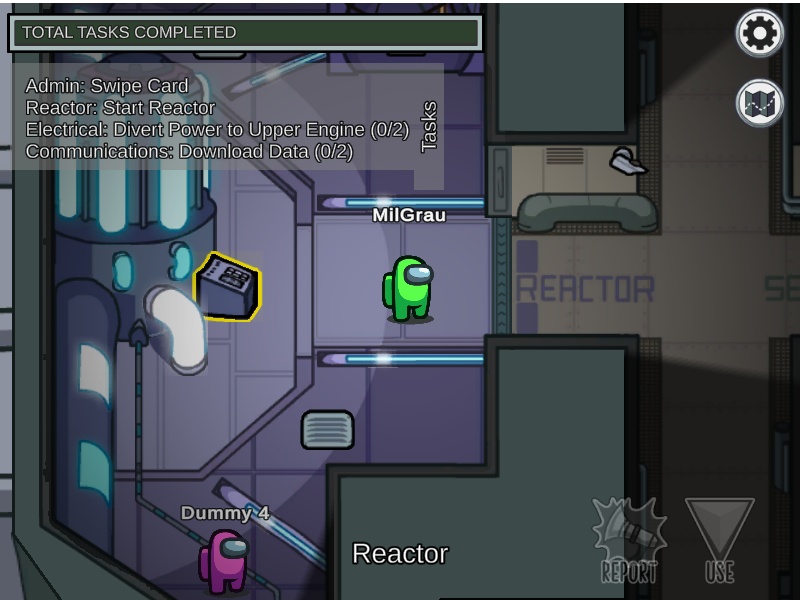 TOTAL TASKS COMPLETED
Admin: Swipe Card
Reactor: Start Reactor
Electrical: Divert Power to Upper Engine (0/2)
Communications: Download Data (0/2)
Tasks
MilGrau
REACTOR
SE
Dummy 4
Reactor
REPORT
USE